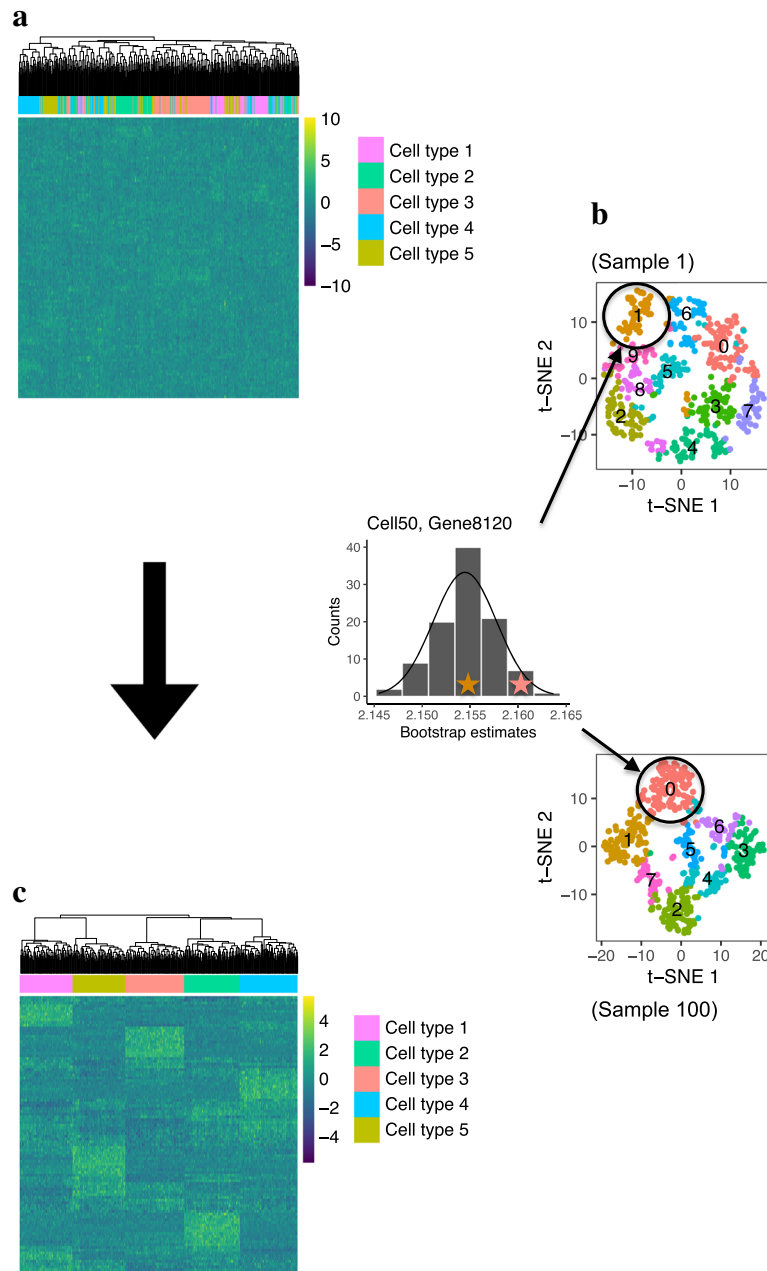 a
10
5
0
−5
−10
Cell type 1
Cell type 2
Cell type 3
Cell type 4
Cell type 5
b
(Sample 1)
t−SNE 2
10
0
−10
1
6
0
9
5
8
3
2
7
4
−10 0 10
t−SNE 1
Cell50, Gene8120
Counts
40
30
20
10
0
2.145 2.150 2.155 2.160 2.165
Bootstrap estimates
t−SNE 2
10
0
−10
0
6
1
5
3
7
4
2
−20 −10 0 10 20
t−SNE 1
(Sample 100)
c
4
2
0
−2
−4
Cell type 1
Cell type 2
Cell type 3
Cell type 4
Cell type 5